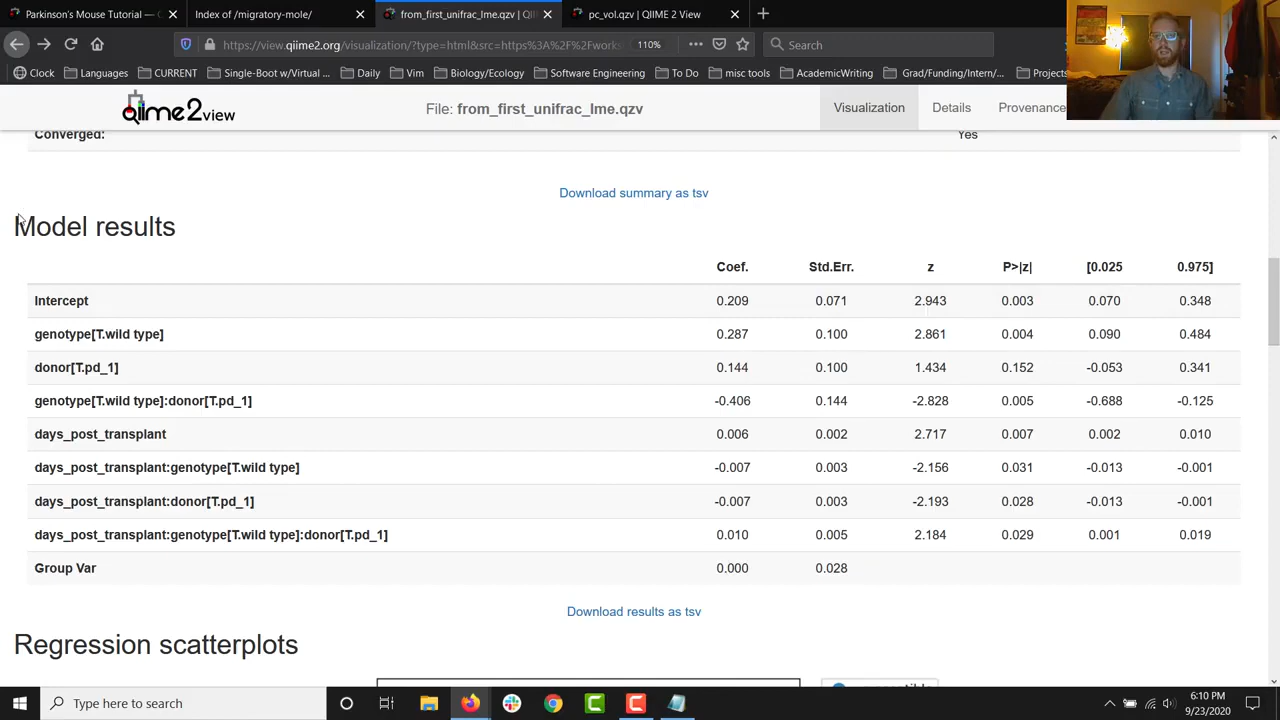 Parkinson's Mouse Tutorial — Index of /migratory-mole/ from_first_unifrac_lme.qzv | QII pc_vol.qzv | QIIME 2 View
https://view.qiime2.org/visualization/?type=html&src=https%3A%2F%2Fworks 110% Search
Clock Languages CURRENT Single-Boot w/Virtual ... Daily Vim Biology/Ecology Software Engineering To Do misc tools AcademicWriting Grad/Funding/Intern/... Projects
qiime2view File: from_first_unifrac_lme.qzv Visualization Details Provenance
Converged: Yes
Download summary as tsv
Model results
Coef. Std.Err. z P>|z| [0.025 0.975]
Intercept 0.209 0.071 2.943 0.003 0.070 0.348
genotype[T.wild type] 0.287 0.100 2.861 0.004 0.090 0.484
donor[T.pd_1] 0.144 0.100 1.434 0.152 -0.053 0.341
genotype[T.wild type]:donor[T.pd_1] -0.406 0.144 -2.828 0.005 -0.688 -0.125
days_post_transplant 0.006 0.002 2.717 0.007 0.002 0.010
days_post_transplant:genotype[T.wild type] -0.007 0.003 -2.156 0.031 -0.013 -0.001
days_post_transplant:donor[T.pd_1] -0.007 0.003 -2.193 0.028 -0.013 -0.001
days_post_transplant:genotype[T.wild type]:donor[T.pd_1] 0.010 0.005 2.184 0.029 0.001 0.019
Group Var 0.000 0.028
Download results as tsv
Regression scatterplots
Type here to search
6:10 PM
9/23/2020